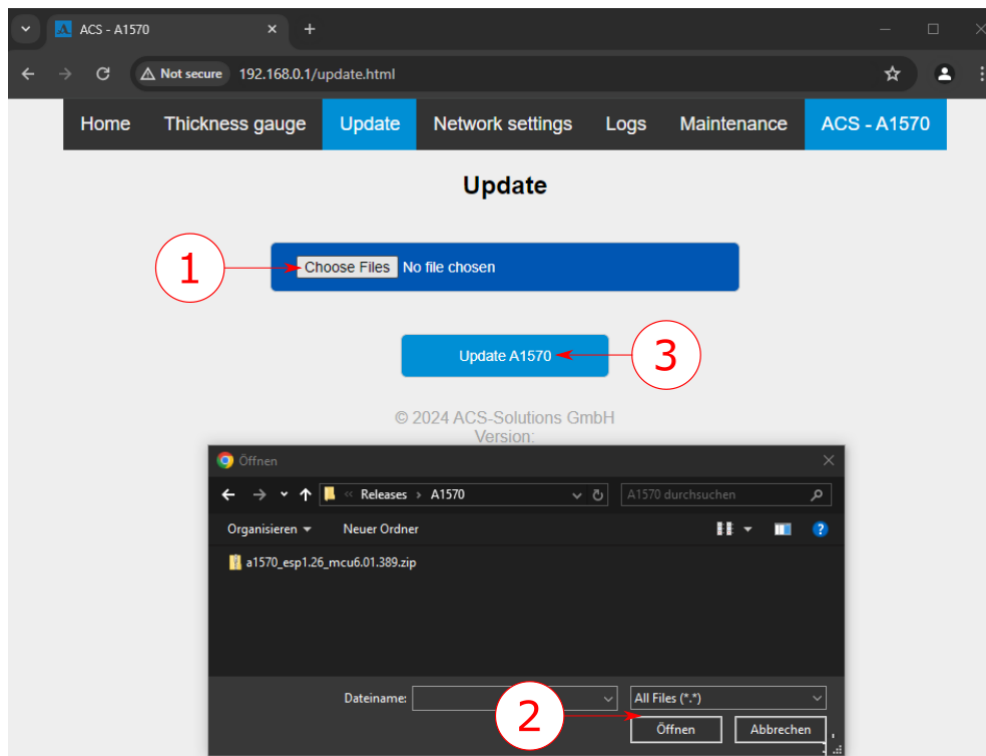 ACS - A1570
Not secure 192.168.0.1/update.html
Home Thickness gauge Update Network settings Logs Maintenance ACS - A1570
Update
1 Choose Files No file chosen
Update A1570 3
© 2024 ACS-Solutions GmbH
Version:
Öffnen
« Releases › A1570 A1570 durchsuchen
Organisieren Neuer Ordner ?
a1570_esp1.26_mcu6.01.389.zip
Dateiname: All Files (*.*)
2 Öffnen Abbrechen